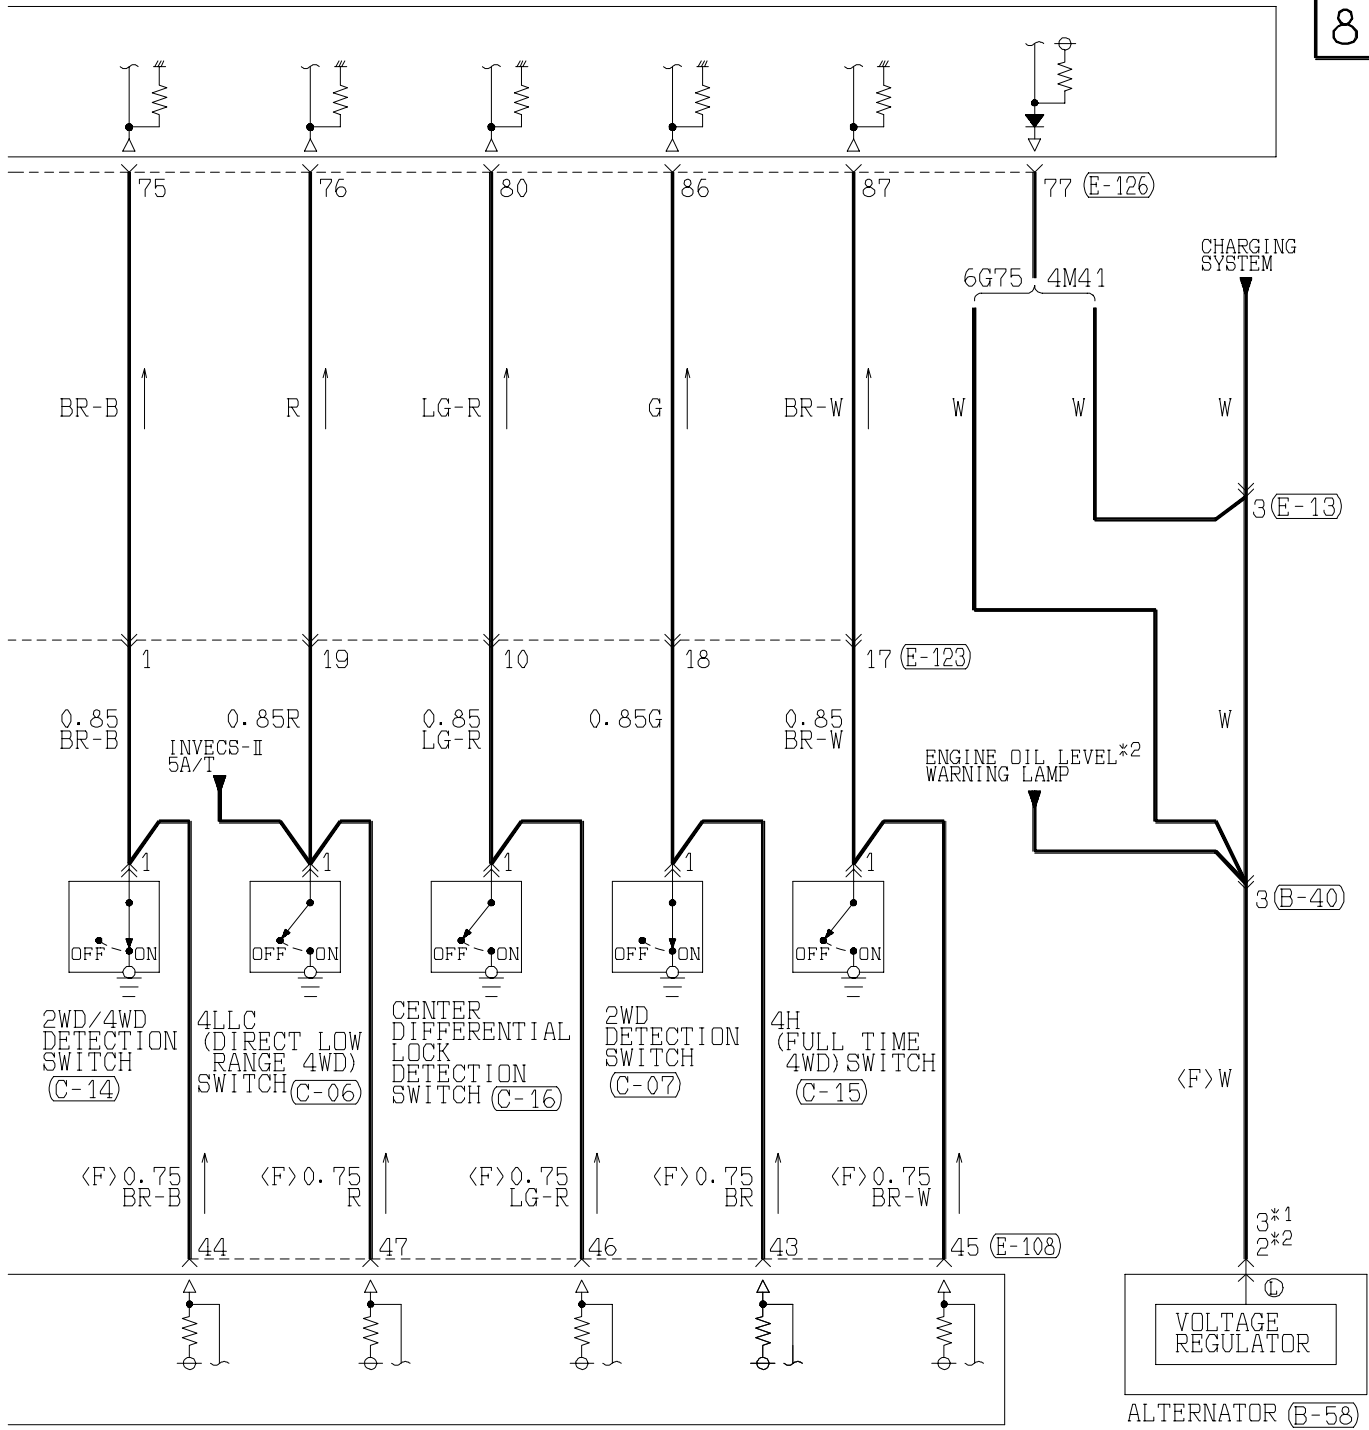 8
75
76
80
86
87
77 (E-126)
CHARGING
SYSTEM
6G75
4M41
BR-B
R
LG-R
G
BR-W
W
W
W
3 (E-13)
1
19
10
18
17 (E-123)
0.85
BR-B
0.85R
0.85
LG-R
0.85G
0.85
BR-W
W
INVECS-Ⅱ
5A/T
ENGINE OIL LEVEL*2
WARNING LAMP
1
1
1
1
1
3 (B-40)
OFF
ON
OFF
ON
OFF
ON
OFF
ON
OFF
ON
2WD/4WD
DETECTION
SWITCH
(C-14)
4LLC
(DIRECT LOW
RANGE 4WD)
SWITCH (C-06)
CENTER
DIFFERENTIAL
LOCK
DETECTION
SWITCH (C-16)
2WD
DETECTION
SWITCH
(C-07)
4H
(FULL TIME
4WD) SWITCH
(C-15)
<F>W
<F>0.75
BR-B
<F>0.75
R
<F>0.75
LG-R
<F>0.75
BR
<F>0.75
BR-W
44
47
46
43
45 (E-108)
3*1
2*2
L
VOLTAGE
REGULATOR
ALTERNATOR (B-58)